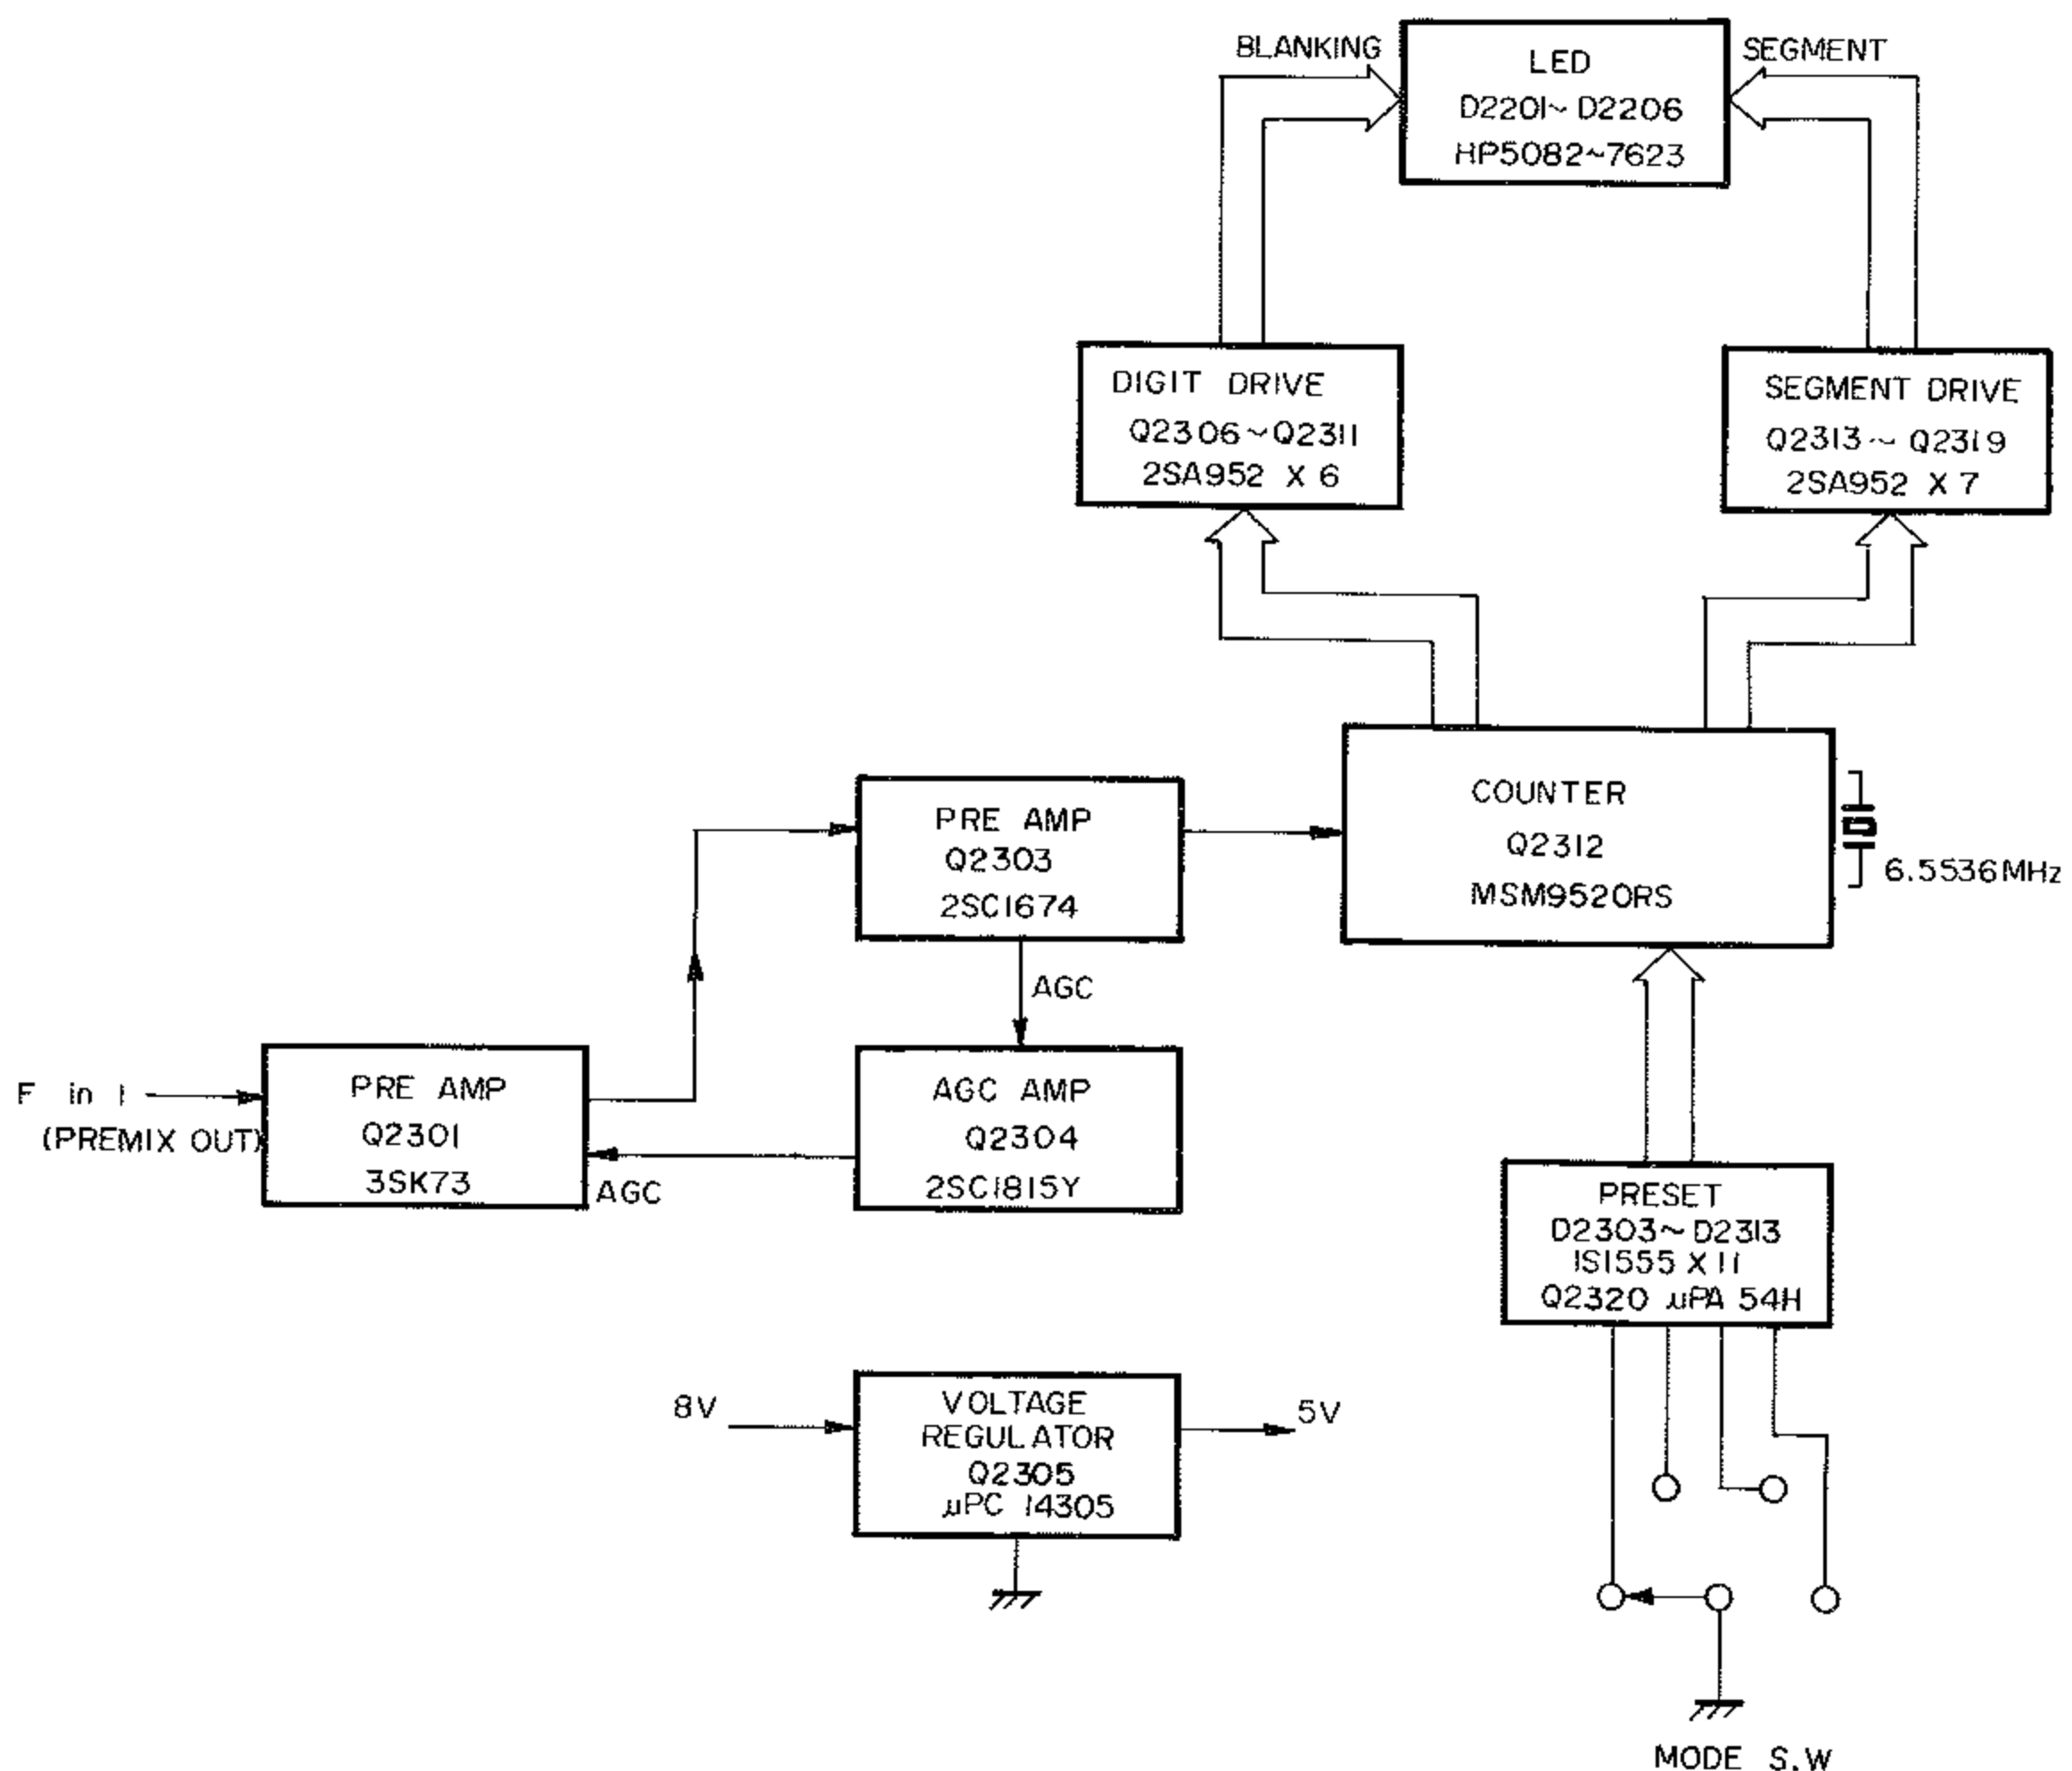 BLANKING
LED
D2201~D2206
HP5082~7623
SEGMENT
DIGIT DRIVE
Q2306~Q2311
2SA952 X 6
SEGMENT DRIVE
Q2313~Q2319
2SA952 X 7
COUNTER
Q2312
MSM9520RS
6.5536MHz
PRE AMP
Q2303
2SC1674
AGC
F in 1
(PREMIX OUT)
PRE AMP
Q2301
3SK73
AGC
AGC AMP
Q2304
2SC1815Y
PRESET
D2303~D2313
1S1555 X 11
Q2320 µPA 54H
8V
VOLTAGE
REGULATOR
Q2305
µPC 14305
5V
MODE S.W